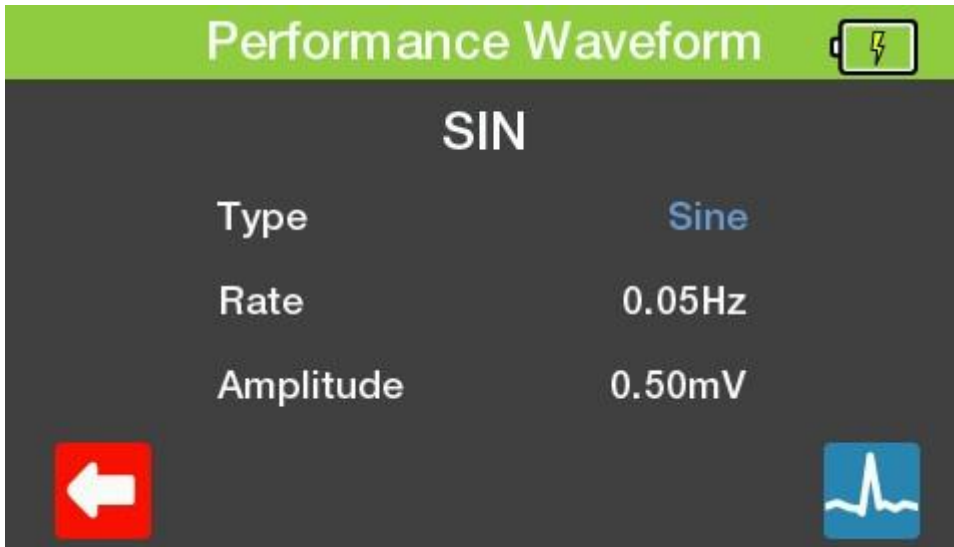 Performance Waveform
SIN
Type Sine
Rate 0.05Hz
Amplitude 0.50mV